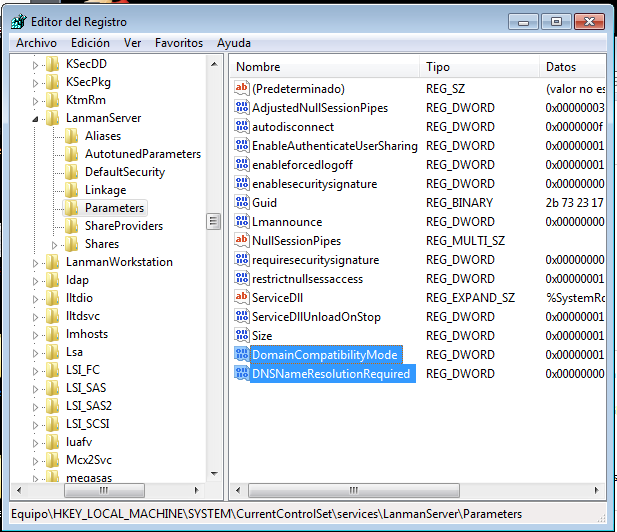 Editor del Registro
Archivo Edición Ver Favoritos Ayuda
KSecDD
KSecPkg
KtmRm
LanmanServer
Aliases
AutotunedParameters
DefaultSecurity
Linkage
Parameters
ShareProviders
Shares
LanmanWorkstation
ldap
lltdio
lltdsvc
lmhosts
Lsa
LSI_FC
LSI_SAS
LSI_SAS2
LSI_SCSI
luafv
Mcx2Svc
megasas
Nombre Tipo Datos
(Predeterminado) REG_SZ (valor no es
AdjustedNullSessionPipes REG_DWORD 0x00000003
autodisconnect REG_DWORD 0x0000000f
EnableAuthenticateUserSharing REG_DWORD 0x00000001
enableforcedlogoff REG_DWORD 0x00000001
enablesecuritysignature REG_DWORD 0x00000000
Guid REG_BINARY 2b 73 23 17
Lmannounce REG_DWORD 0x00000000
NullSessionPipes REG_MULTI_SZ
requiresecuritysignature REG_DWORD 0x00000000
restrictnullsessaccess REG_DWORD 0x00000001
ServiceDll REG_EXPAND_SZ %SystemRo
ServiceDllUnloadOnStop REG_DWORD 0x00000001
Size REG_DWORD 0x00000001
DomainCompatibilityMode REG_DWORD 0x00000001
DNSNameResolutionRequired REG_DWORD 0x00000000
Equipo\HKEY_LOCAL_MACHINE\SYSTEM\CurrentControlSet\services\LanmanServer\Parameters